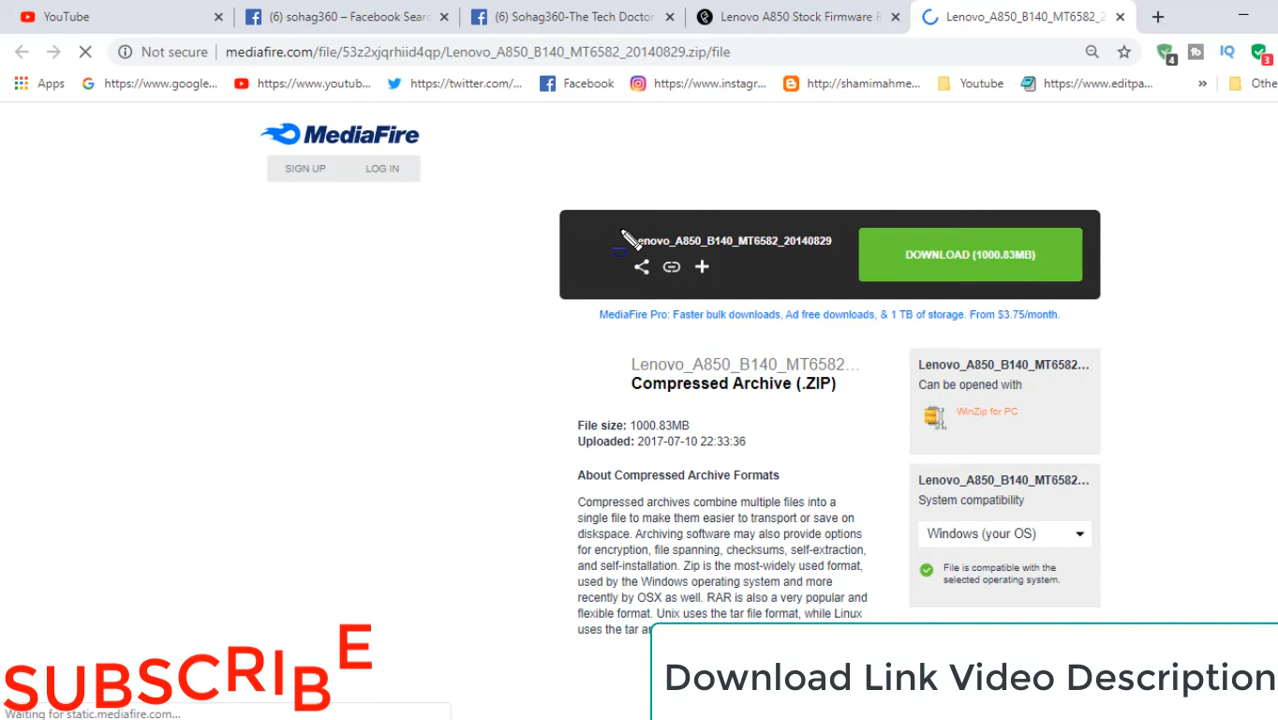 YouTube
(6) sohag360 – Facebook Sear
(6) Sohag360-The Tech Doctor
Lenovo A850 Stock Firmware R
Lenovo_A850_B140_MT6582_2
Not secure
mediafire.com/file/53z2xjqrhiid4qp/Lenovo_A850_B140_MT6582_20140829.zip/file
4
IQ
3
Apps
https://www.google...
https://www.youtub...
https://twitter.com/...
Facebook
https://www.instagr...
http://shamimahme...
Youtube
https://www.editpa...
»
Othe
MediaFire
SIGN UP
LOG IN
enovo_A850_B140_MT6582_20140829
DOWNLOAD (1000.83MB)
MediaFire Pro: Faster bulk downloads, Ad free downloads, & 1 TB of storage. From $3.75/month.
Lenovo_A850_B140_MT6582...
Compressed Archive (.ZIP)
File size: 1000.83MB
Uploaded: 2017-07-10 22:33:36
About Compressed Archive Formats
Compressed archives combine multiple files into a
single file to make them easier to transport or save on
diskspace. Archiving software may also provide options
for encryption, file spanning, checksums, self-extraction,
and self-installation. Zip is the most-widely used format,
used by the Windows operating system and more
recently by OSX as well. RAR is also a very popular and
flexible format. Unix uses the tar file format, while Linux
uses the tar an
Lenovo_A850_B140_MT6582...
Can be opened with
WinZip for PC
Lenovo_A850_B140_MT6582...
System compatibility
Windows (your OS)
File is compatible with the
selected operating system.
SUBSCRIBE
Download Link Video Description
Waiting for static.mediafire.com...